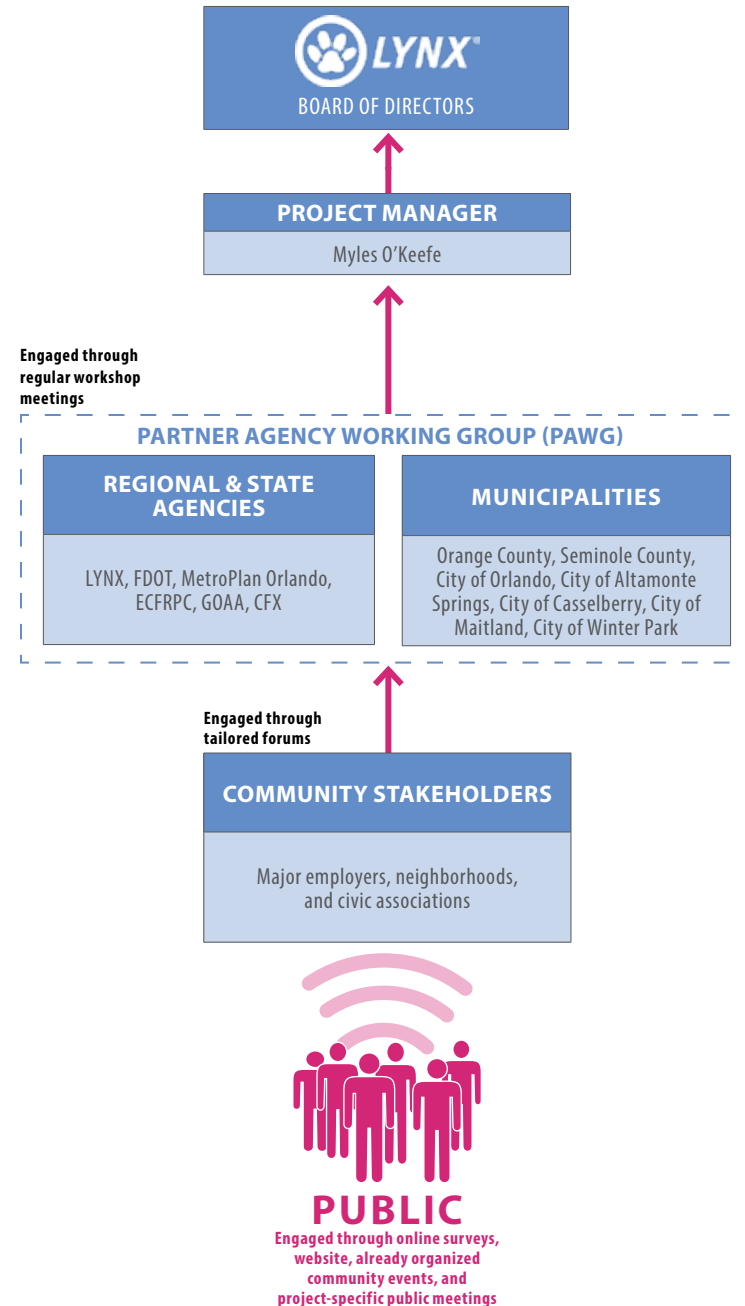 LYNX
BOARD OF DIRECTORS
PROJECT MANAGER
Myles O'Keefe
Engaged through
regular workshop
meetings
PARTNER AGENCY WORKING GROUP (PAWG)
REGIONAL & STATE
AGENCIES
LYNX, FDOT, MetroPlan Orlando,
ECFRPC, GOAA, CFX
MUNICIPALITIES
Orange County, Seminole County,
City of Orlando, City of Altamonte
Springs, City of Casselberry, City of
Maitland, City of Winter Park
Engaged through
tailored forums
COMMUNITY STAKEHOLDERS
Major employers, neighborhoods,
and civic associations
PUBLIC
Engaged through online surveys,
website, already organized
community events, and
project-specific public meetings